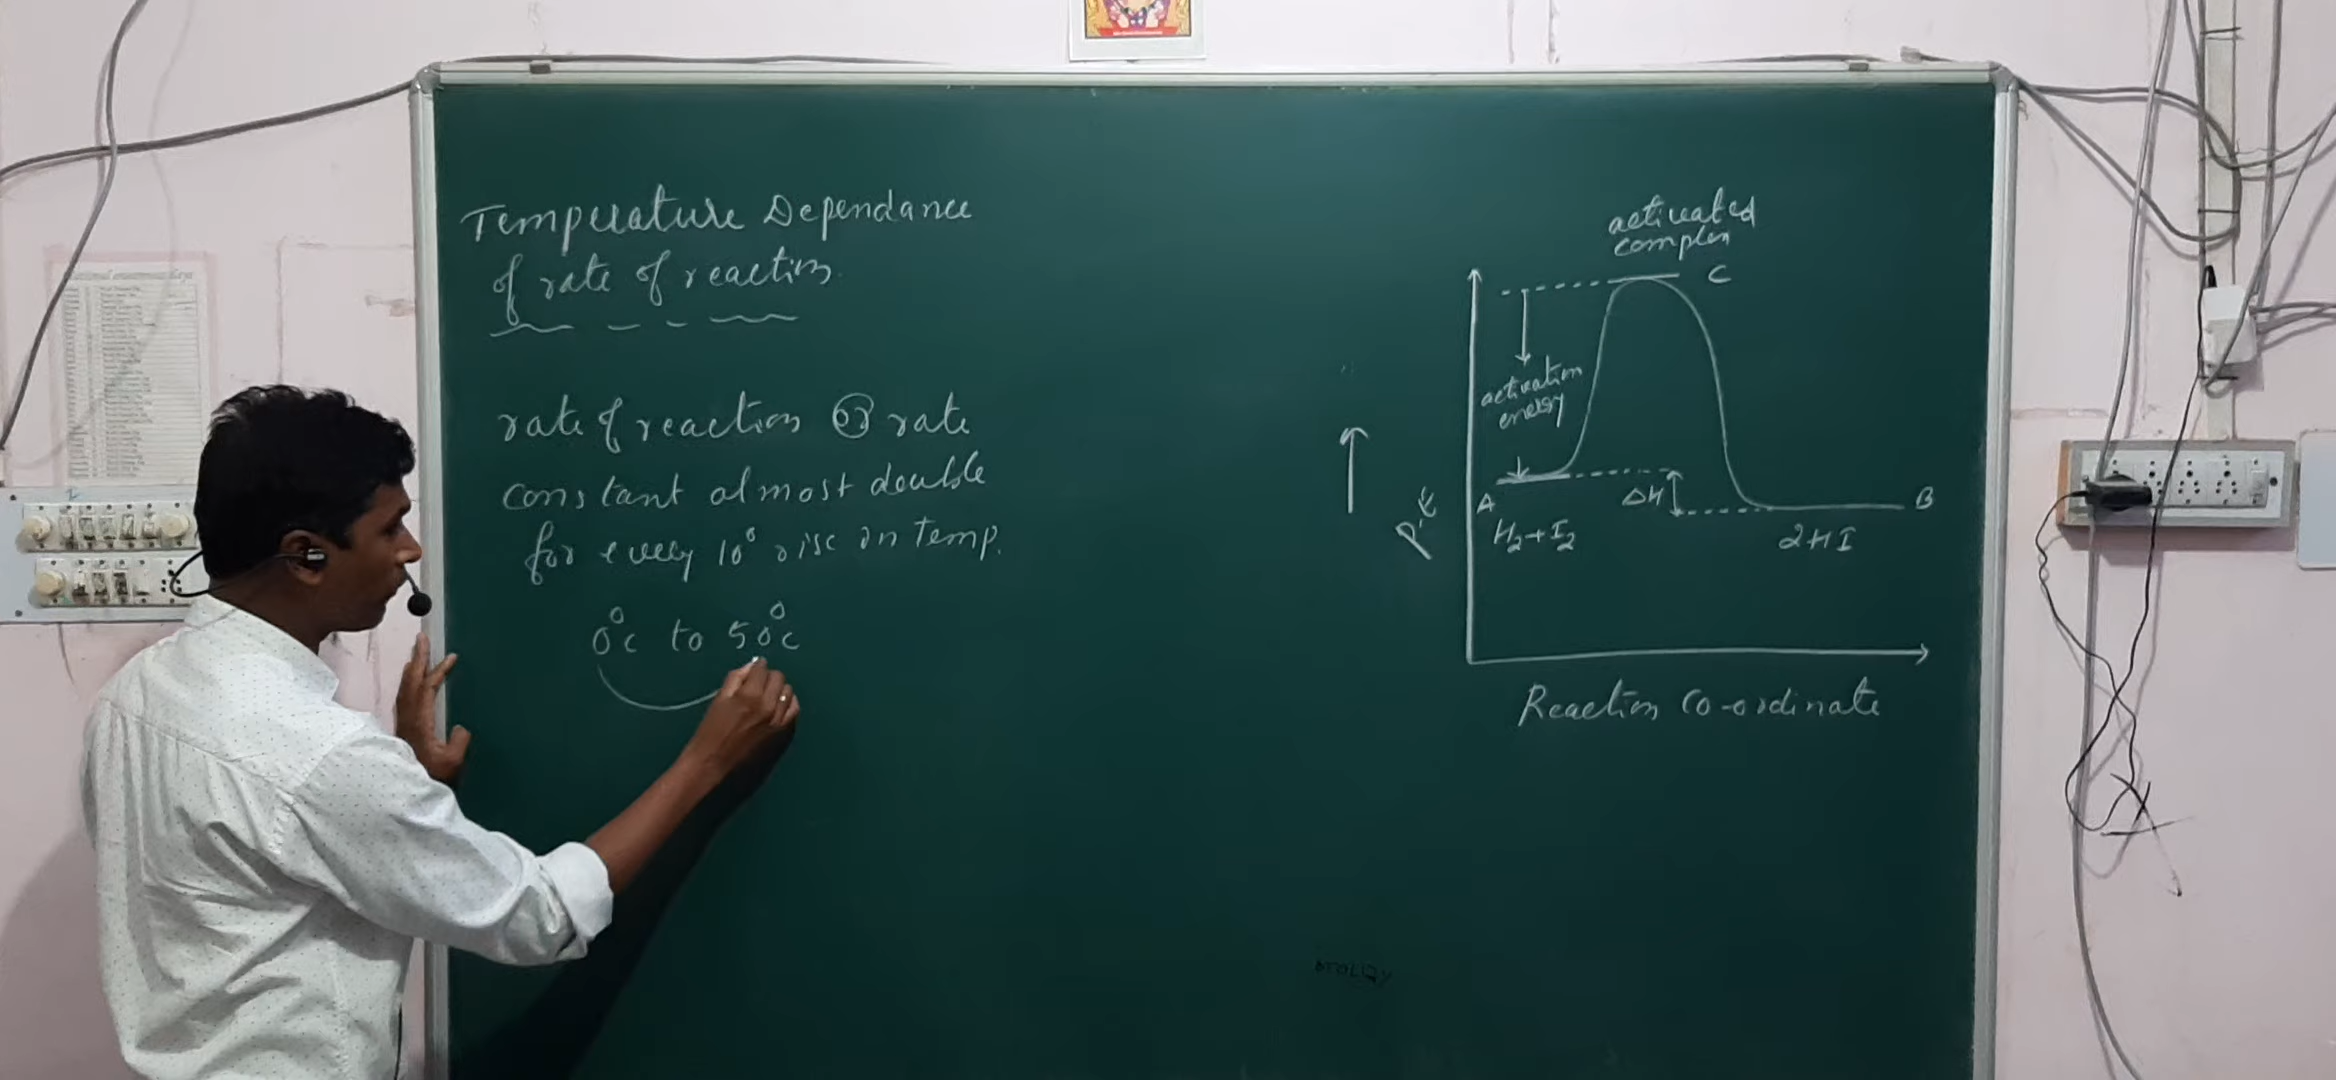 Temperature Dependance
of rate of reaction.
rate of reaction or rate
constant almost double
for every 10° rise in Temp.
0°c to 50°c
activated
complex
C
activation
energy
A
ΔH
B
P.E
H₂+I₂
2HI
Reaction co-ordinate